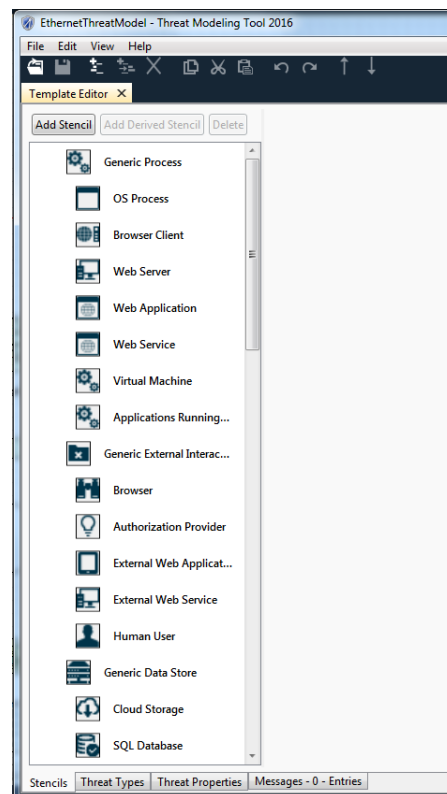 EthernetThreatModel - Threat Modeling Tool 2016
File Edit View Help
Template Editor X
Add Stencil Add Derived Stencil Delete
Generic Process
OS Process
Browser Client
Web Server
Web Application
Web Service
Virtual Machine
Applications Running...
Generic External Interac...
Browser
Authorization Provider
External Web Applicat...
External Web Service
Human User
Generic Data Store
Cloud Storage
SQL Database
Stencils Threat Types Threat Properties Messages - 0 - Entries